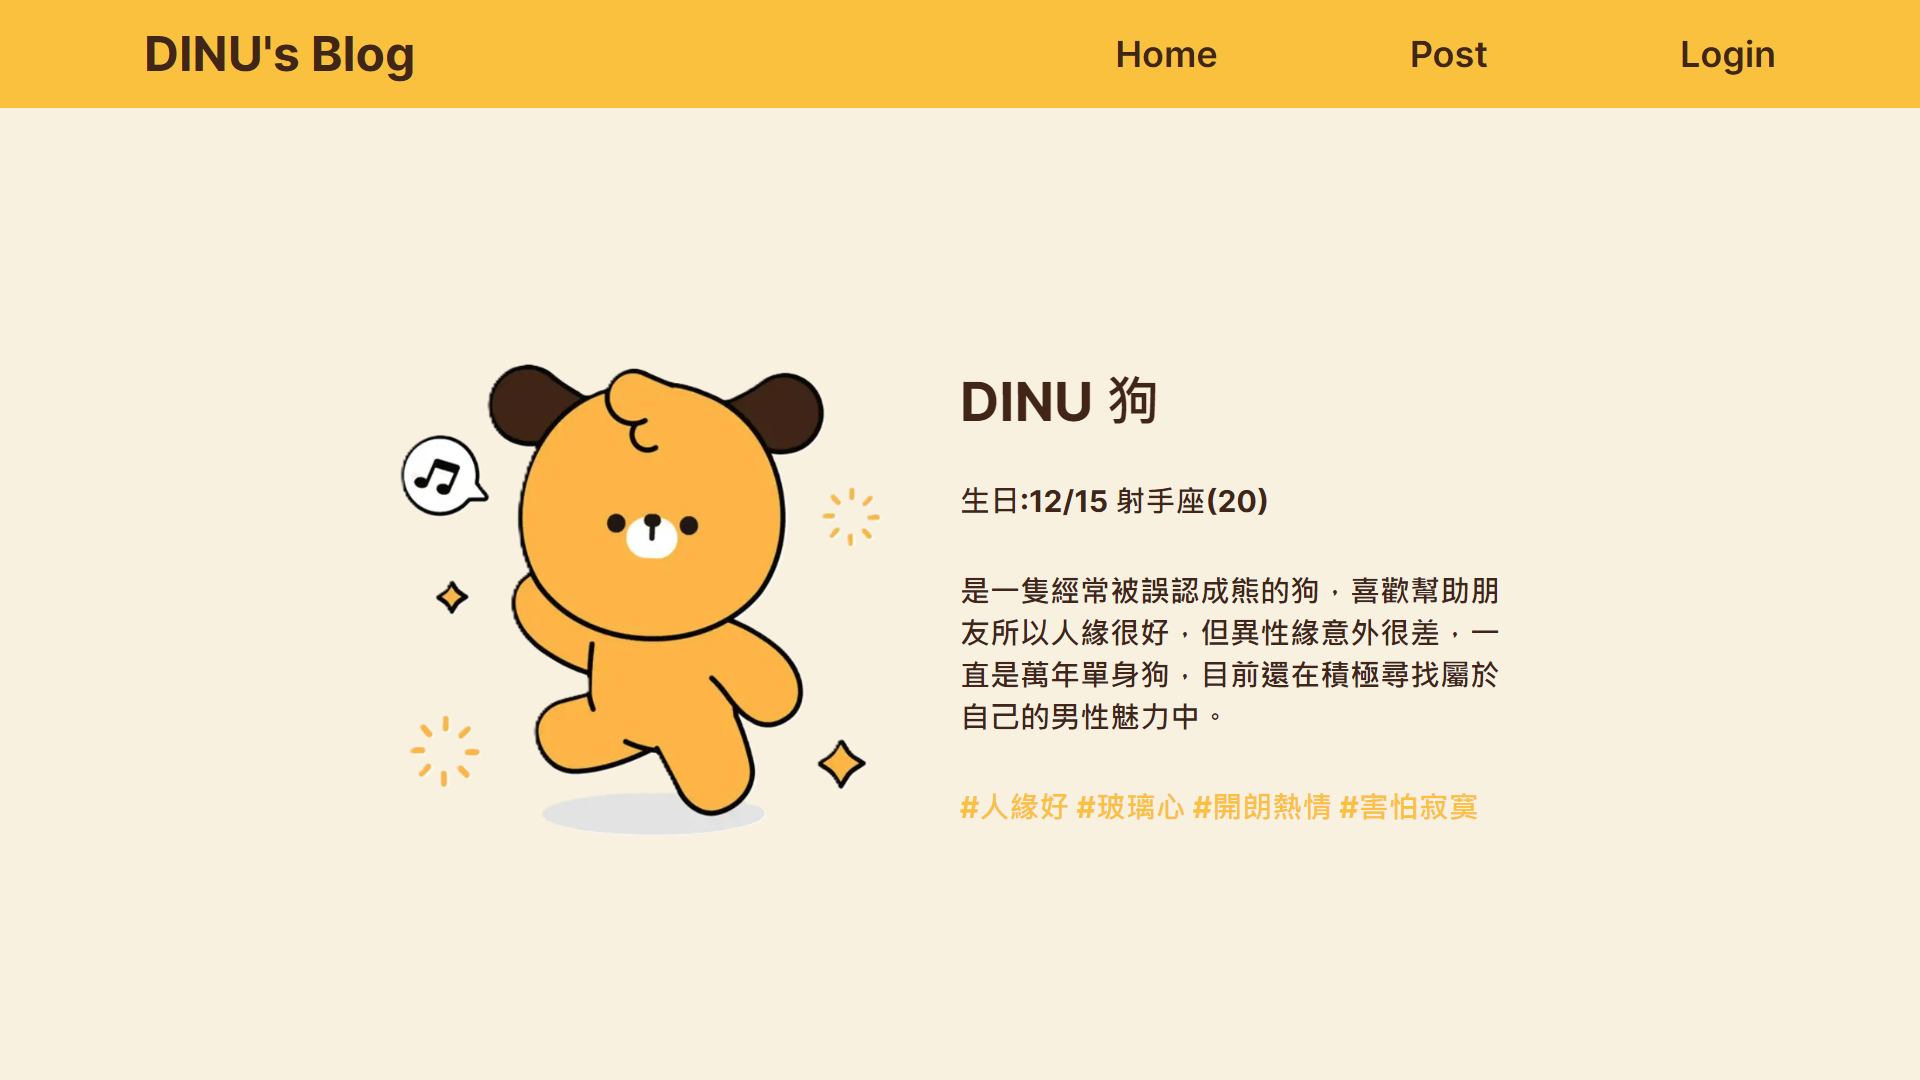 DINU's Blog
Home
Post
Login
DINU 狗
生日:12/15 射手座(20)
是一隻經常被誤認成熊的狗，喜歡幫助朋
友所以人緣很好，但異性緣意外很差，一
直是萬年單身狗，目前還在積極尋找屬於
自己的男性魅力中。
#人緣好 #玻璃心 #開朗熱情 #害怕寂寞